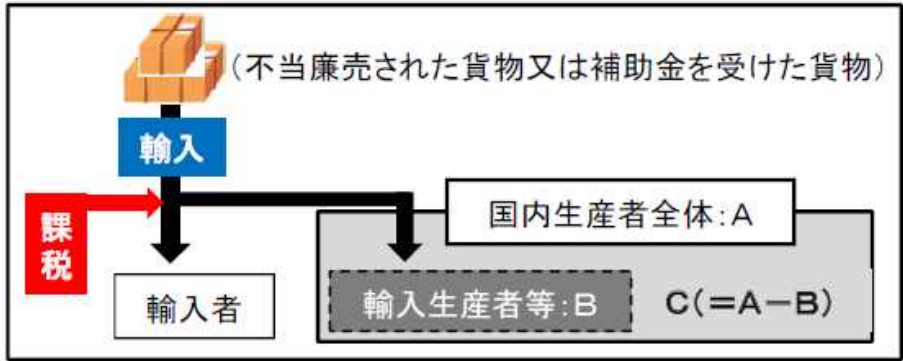 (不当廉売された貨物又は補助金を受けた貨物)
輸入
課税
国内生産者全体:A
輸入者
輸入生産者等:B
C(=A-B)